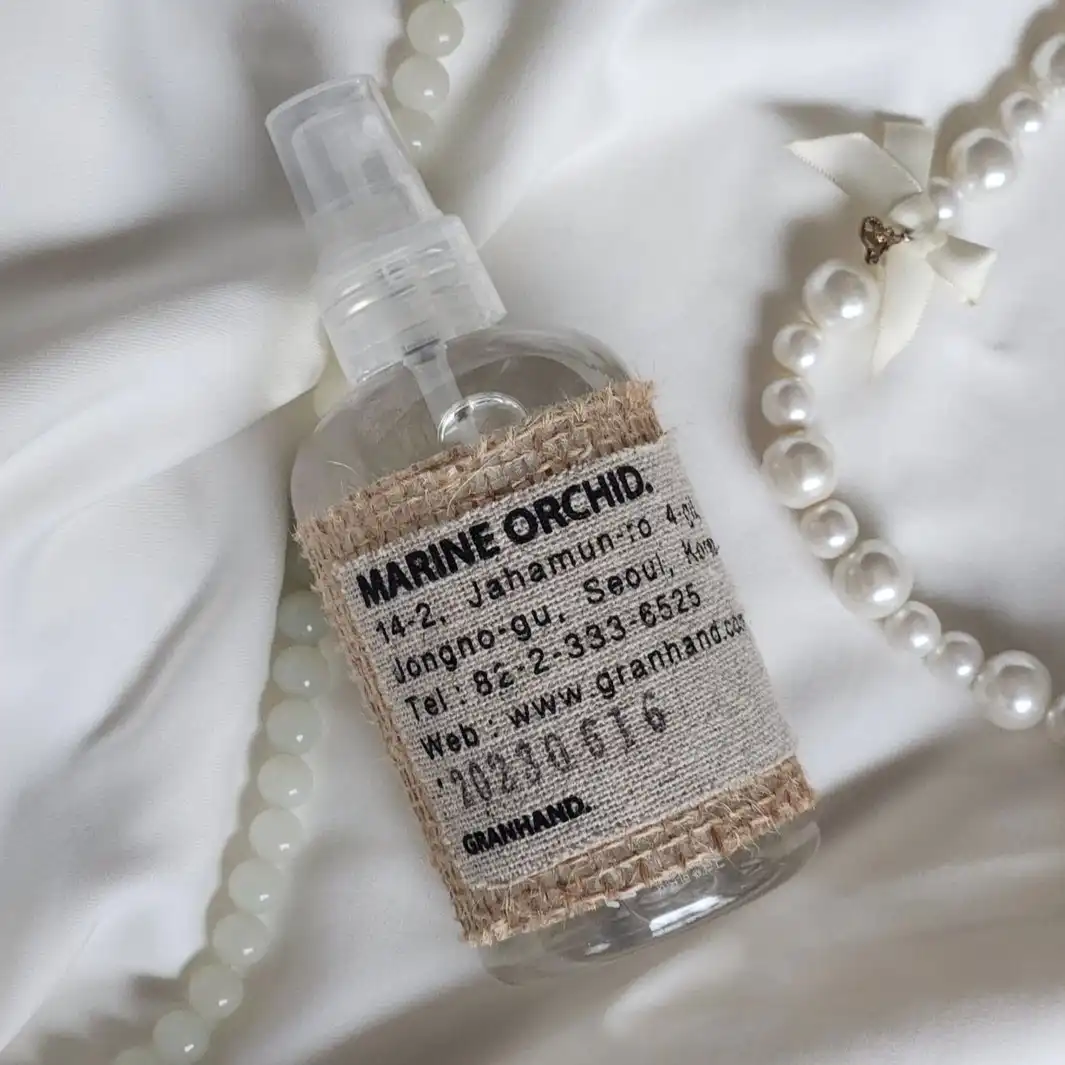 MARINE ORCHID.
14-2, Jahamun-ro 4-gil,
Jongno-gu, Seoul, Korea
Tel : 82-2-333-6525
Web : www.granhand.com
'20230616
GRANHAND.